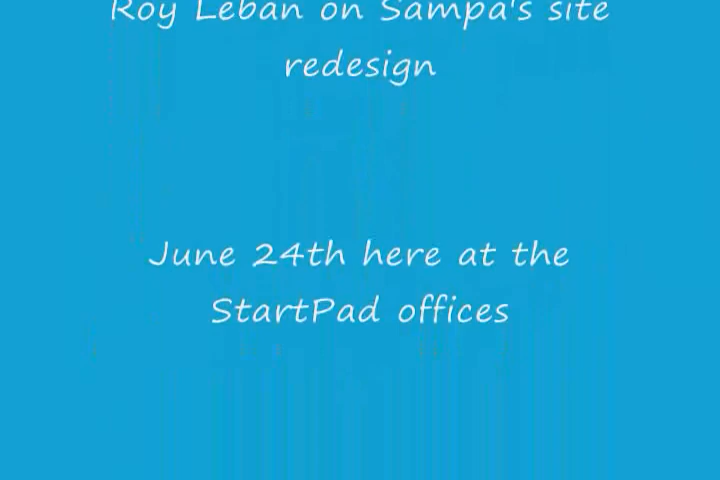 Roy Leban on Sampa's site
redesign
June 24th here at the
StartPad offices